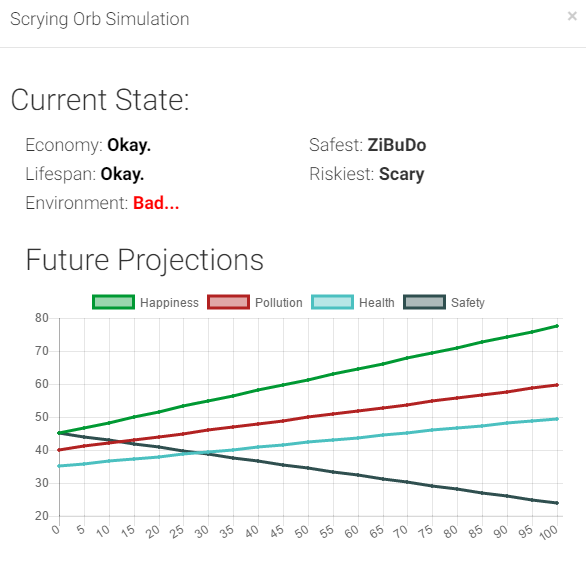 Scrying Orb Simulation ×
Current State:
Economy: Okay. Safest: ZiBuDo
Lifespan: Okay. Riskiest: Scary
Environment: Bad...
Future Projections
Happiness Pollution Health Safety
80
70
60
50
40
30
20
0 5 10 15 20 25 30 35 40 45 50 55 60 65 70 75 80 85 90 95 100